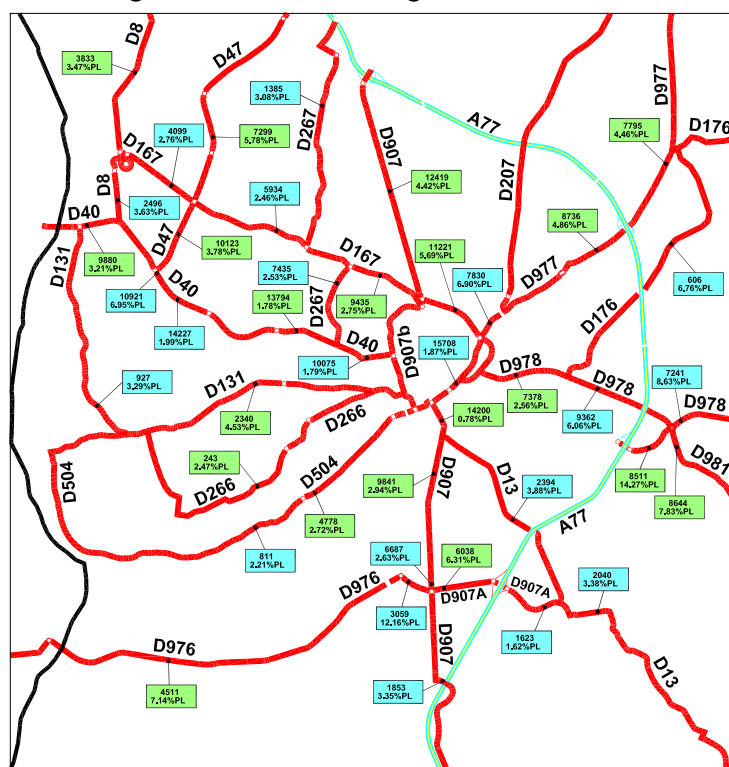 D8
D47
3833
3.47%PL
1385
3.08%PL
D977
A77
7795
4.46%PL
D176
4099
2.76%PL
7299
5.78%PL
D267
D907
D167
D207
D8
2496
3.63%PL
5934
2.46%PL
12419
4.42%PL
D40
D47
10123
3.78%PL
8736
4.86%PL
D131
9880
3.21%PL
D167
11221
5.69%PL
7435
2.53%PL
7830
6.90%PL
D977
606
6.76%PL
10921
6.95%PL
D40
13794
1.78%PL
D267
9435
2.75%PL
D176
14227
1.99%PL
D40
D907b
15708
1.87%PL
10075
1.79%PL
D978
7241
8.63%PL
927
3.29%PL
D131
7378
2.56%PL
D978
D978
2340
4.53%PL
D266
14200
0.78%PL
9362
6.06%PL
D504
243
2.47%PL
D266
D504
9841
2.94%PL
D907
D13
2394
3.88%PL
8511
14.27%PL
D981
8644
7.83%PL
4778
2.72%PL
A77
811
2.21%PL
6687
2.63%PL
6038
6.31%PL
D976
D907A
D907A
2040
3.38%PL
3059
12.16%PL
D907
1623
1.62%PL
D976
D13
4511
7.14%PL
1853
3.35%PL